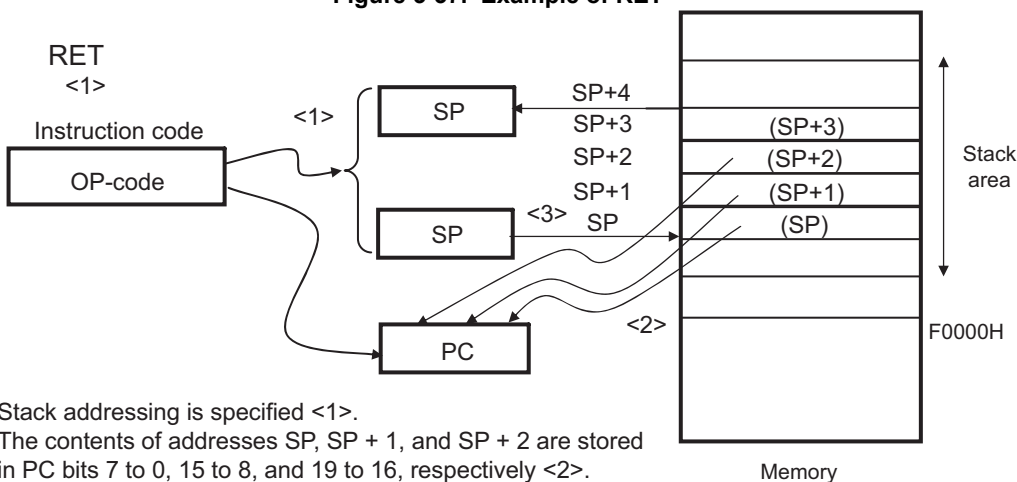 Figure 3-37. Example of RET
RET
<1>
Instruction code
OP-code
<1>
SP
SP
<3>
SP+4
SP+3
SP+2
SP+1
SP
(SP+3)
(SP+2)
(SP+1)
(SP)
Stack
area
PC
<2>
F0000H
Stack addressing is specified <1>.
The contents of addresses SP, SP + 1, and SP + 2 are stored
in PC bits 7 to 0, 15 to 8, and 19 to 16, respectively <2>.
Memory